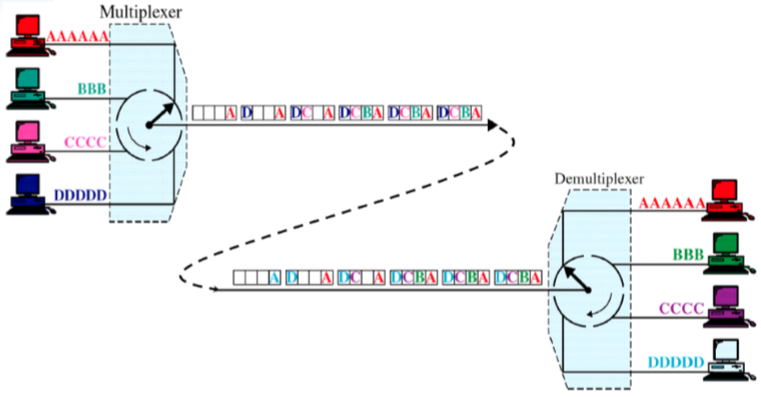 Multiplexer
AAAAAA
BBB
CCCC
DDDDD
A D A DC A DCBA DCBA DCBA
Demultiplexer
AAAAAA
BBB
CCCC
DDDDD
A D A DC A DCBA DCBA DCBA